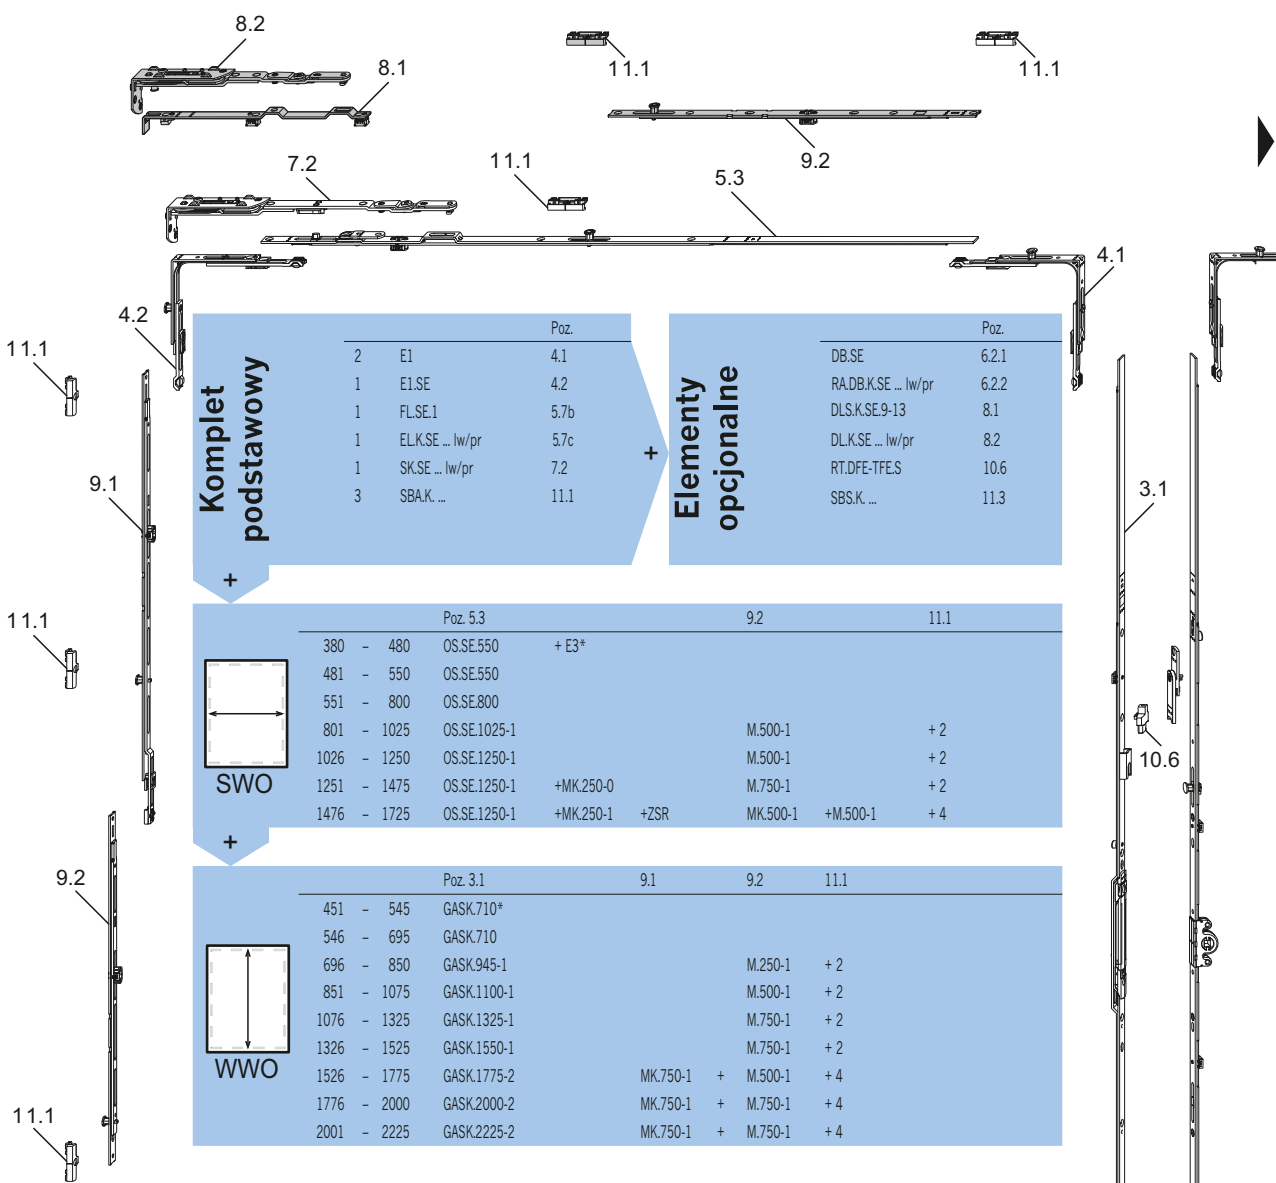 8.2
11.1
11.1
8.1
9.2
7.2
11.1
5.3
4.1
4.2
11.1
Komplet
podstawowy
Poz.
2 E1 4.1
1 E1.SE 4.2
1 FL.SE.1 5.7b
1 EL.K.SE ... lw/pr 5.7c
1 SK.SE ... lw/pr 7.2
3 SBA.K. ... 11.1
+
Elementy
opcjonalne
Poz.
DB.SE 6.2.1
RA.DB.K.SE ... lw/pr 6.2.2
DLS.K.SE.9-13 8.1
DL.K.SE ... lw/pr 8.2
RT.DFE-TFE.S 10.6
SBS.K. ... 11.3
9.1
3.1
+
11.1
Poz. 5.3 9.2 11.1
380 – 480 OS.SE.550 + E3*
481 – 550 OS.SE.550
551 – 800 OS.SE.800
801 – 1025 OS.SE.1025-1 M.500-1 + 2
1026 – 1250 OS.SE.1250-1 M.500-1 + 2
1251 – 1475 OS.SE.1250-1 +MK.250-0 M.750-1 + 2
1476 – 1725 OS.SE.1250-1 +MK.250-1 +ZSR MK.500-1 +M.500-1 + 4
SWO
10.6
+
9.2
Poz. 3.1 9.1 9.2 11.1
451 – 545 GASK.710*
546 – 695 GASK.710
696 – 850 GASK.945-1 M.250-1 + 2
851 – 1075 GASK.1100-1 M.500-1 + 2
1076 – 1325 GASK.1325-1 M.750-1 + 2
1326 – 1525 GASK.1550-1 M.750-1 + 2
1526 – 1775 GASK.1775-2 MK.750-1 + M.500-1 + 4
1776 – 2000 GASK.2000-2 MK.750-1 + M.750-1 + 4
2001 – 2225 GASK.2225-2 MK.750-1 + M.750-1 + 4
WWO
11.1